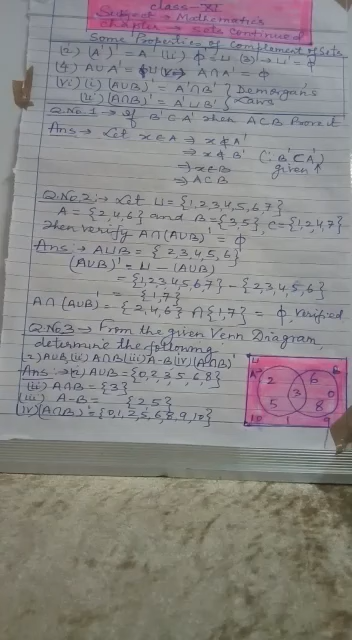 class-XI
Subject → Mathematics
chapter → Sets Continued
Some Properties of Complement of Sets
(2.) (A')' = A (ii) ϕ' = U (3) → U' = ϕ
(4) A∪A' = U (v) → A∩A' = ϕ
(vi) (i) (A∪B)' = A'∩B' } Demorgan's
(ii) (A∩B)' = A'∪B' } Laws
Q.No.1 → If B'⊂A' then A⊂B Prove it
Ans → Let x∈A ⇒ x∉A'
⇒ x∉B' (∵ B'⊂A')
⇒ x∈B given ↑
⇒ A⊂B
Q.No.2 → Let U = {1,2,3,4,5,6,7}
A = {2,4,6} and B = {3,5}, C = {1,2,4,7}
then verify A∩(A∪B)' = ϕ
Ans → A∪B = {2,3,4,5,6}
(A∪B)' = U - (A∪B)
= {1,2,3,4,5,6,7} - {2,3,4,5,6}
= {1,7}
A∩(A∪B)' = {2,4,6} ∩ {1,7} = ϕ, verified
Q.No.3 → From the given Venn Diagram,
determine the following
(i) A∪B, (ii) A∩B (iii) A-B (iv) (A∩B)'
Ans → (i) A∪B = {0,2,3,5,6,8}
(ii) A∩B = {3}
(iii) A-B = {2 5}
(iv) (A∩B)' = {0,1,2,5,6,8,9,10}
U
A B
2 6
3 0
5 8
10 1 9